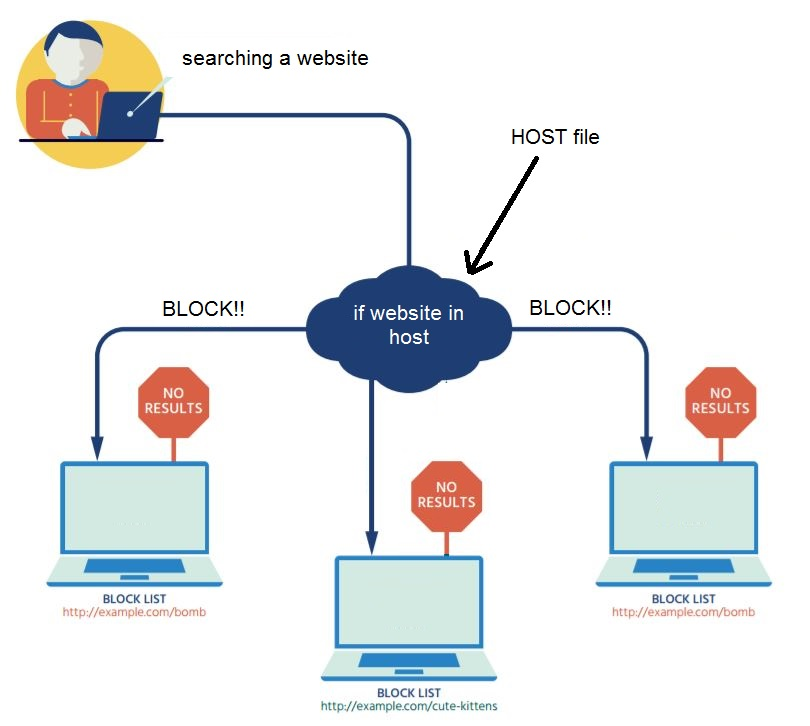 searching a website
HOST file
BLOCK!!
if website in
host
BLOCK!!
NO
RESULTS
NO
RESULTS
NO
RESULTS
BLOCK LIST
http://example.com/bomb
BLOCK LIST
http://example.com/bomb
BLOCK LIST
http://example.com/cute-kittens